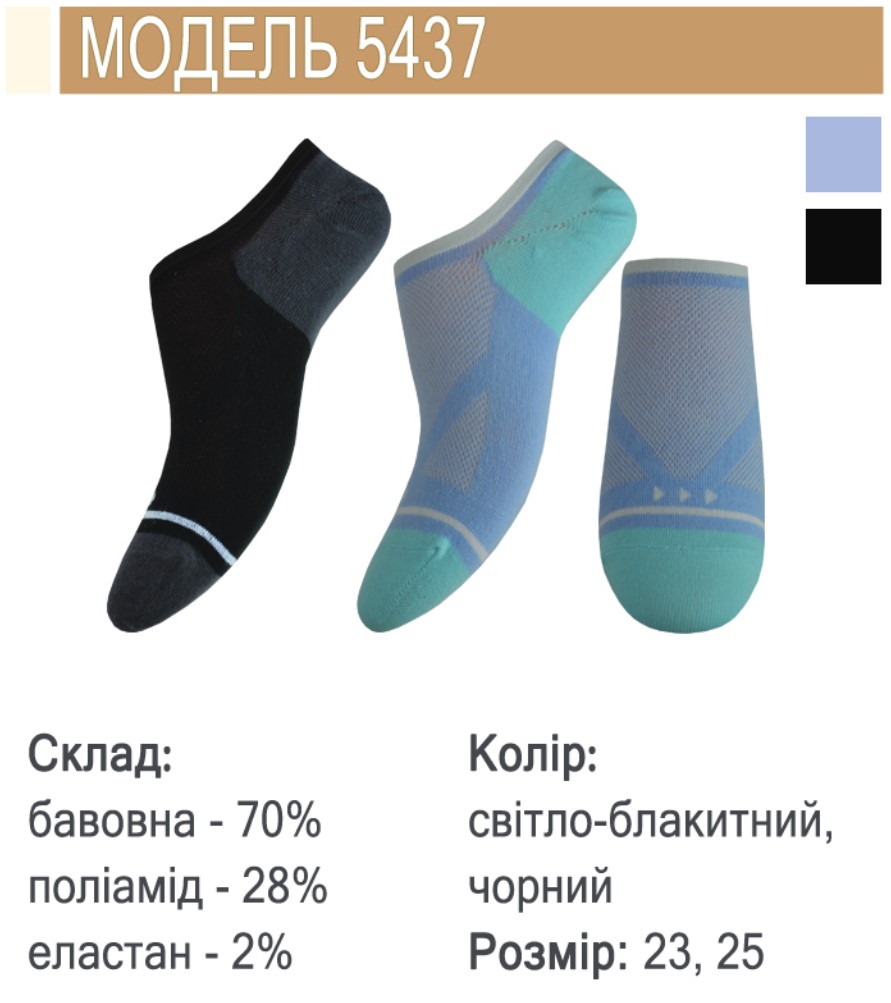 МОДЕЛЬ 5437
Склад:
бавовна - 70%
поліамід - 28%
еластан - 2%
Колір:
світло-блакитний,
чорний
Розмір: 23, 25